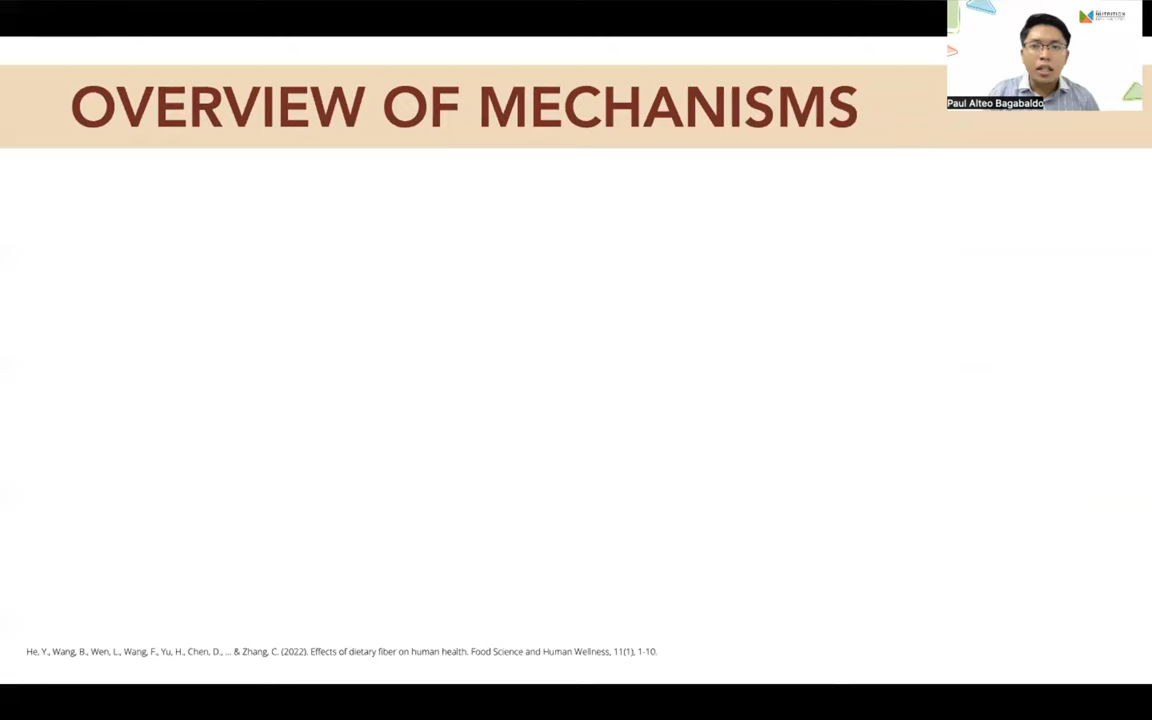 OVERVIEW OF MECHANISMS
NUTRITION
Paul Alteo Bagabaldo
He, Y., Wang, B., Wen, L., Wang, F., Yu, H., Chen, D., ... & Zhang, C. (2022). Effects of dietary fiber on human health. Food Science and Human Wellness, 11(1), 1-10.